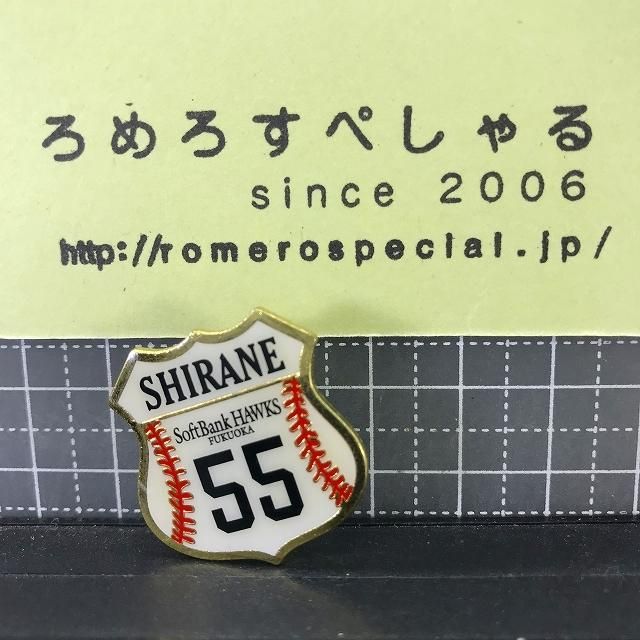 ろめろすぺしゃる
since 2006
http://romerospecial.jp/
SHIRANE
SoftBank HAWKS
FUKUOKA
55